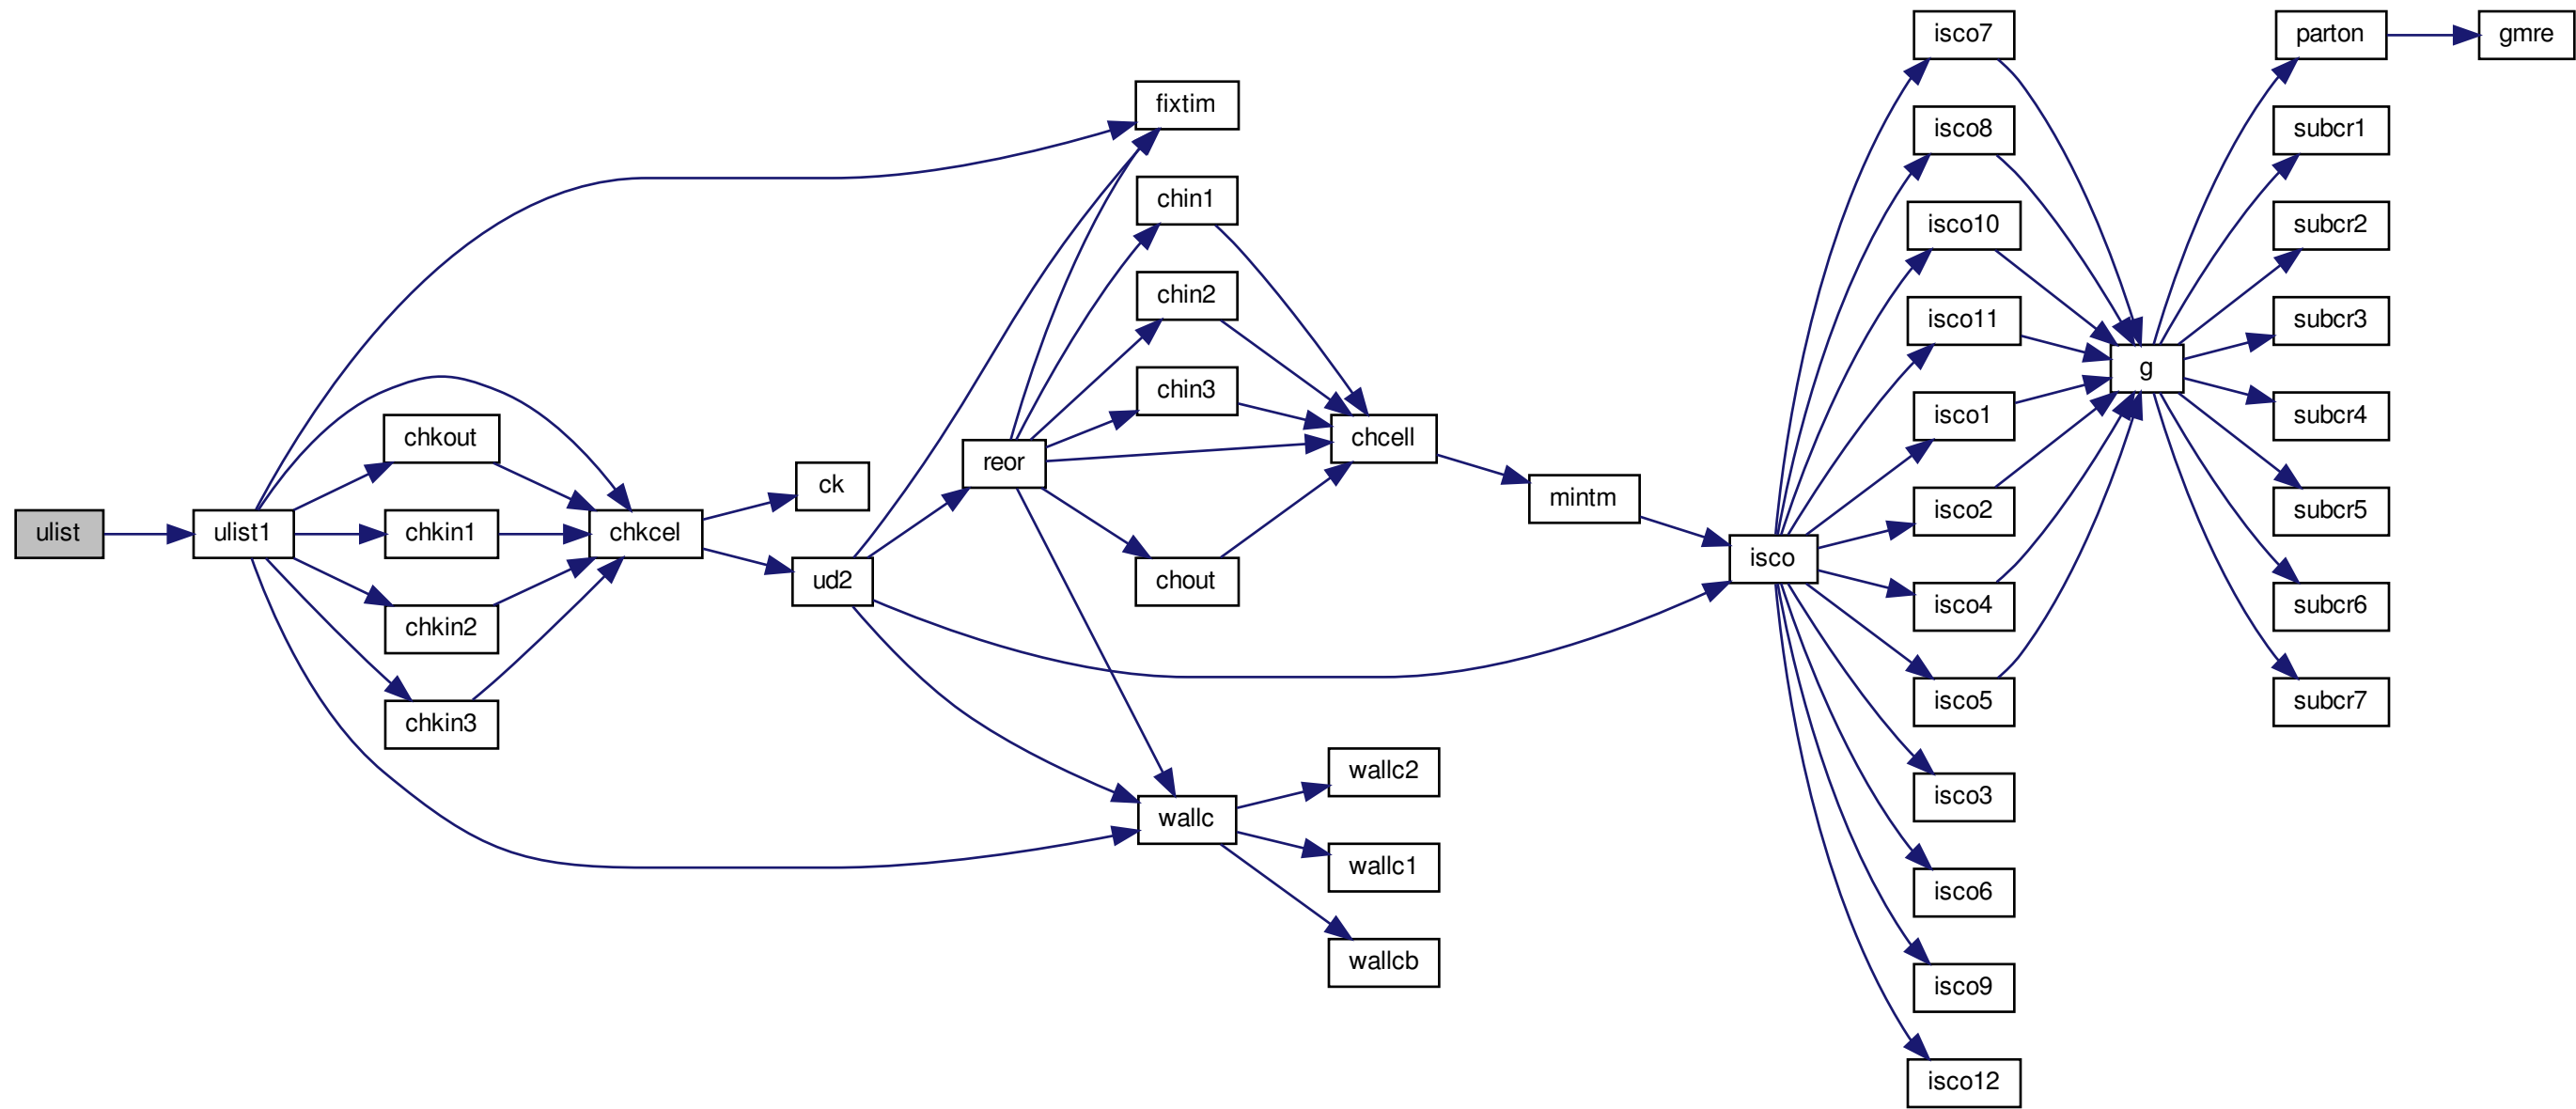 ulist
ulist1
chkout
chkin1
chkin2
chkin3
chkcel
ck
ud2
reor
fixtim
chin1
chin2
chin3
chout
wallc
chcell
wallc2
wallc1
wallcb
mintm
isco
isco7
isco8
isco10
isco11
isco1
isco2
isco4
isco5
isco3
isco6
isco9
isco12
g
parton
subcr1
subcr2
subcr3
subcr4
subcr5
subcr6
subcr7
gmre